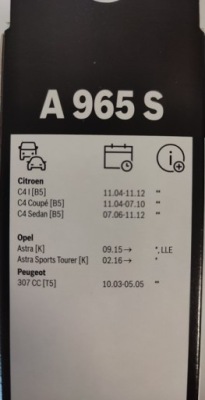 A 965 S
Citroen
C4 I [B5] 11.04-11.12 **
C4 Coupé [B5] 11.04-07.10 **
C4 Sedan [B5] 07.06-11.12 **
Opel
Astra [K] 09.15→ *, LLE
Astra Sports Tourer [K] 02.16→ *
Peugeot
307 CC [T5] 10.03-05.05 **